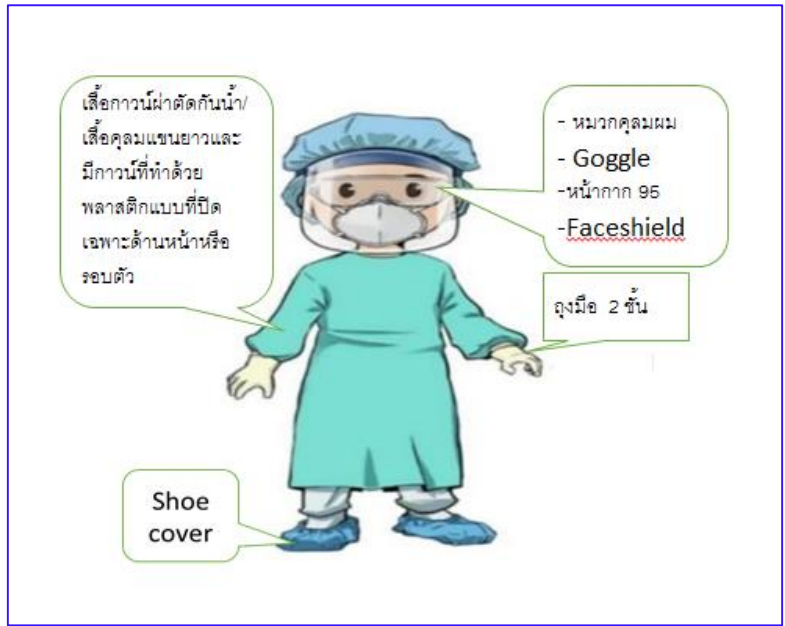 เสื้อกาวน์ผ่าตัดกันน้ำ/
เสื้อคุลมแขนยาวและ
มีกาวน์ที่ทำด้วย
พลาสติกแบบที่ปิด
เฉพาะด้านหน้าหรือ
รอบตัว
- หมวกคุลมผม
- Goggle
-หน้ากาก 95
-Faceshield
ถุงมือ 2 ชั้น
Shoe
cover